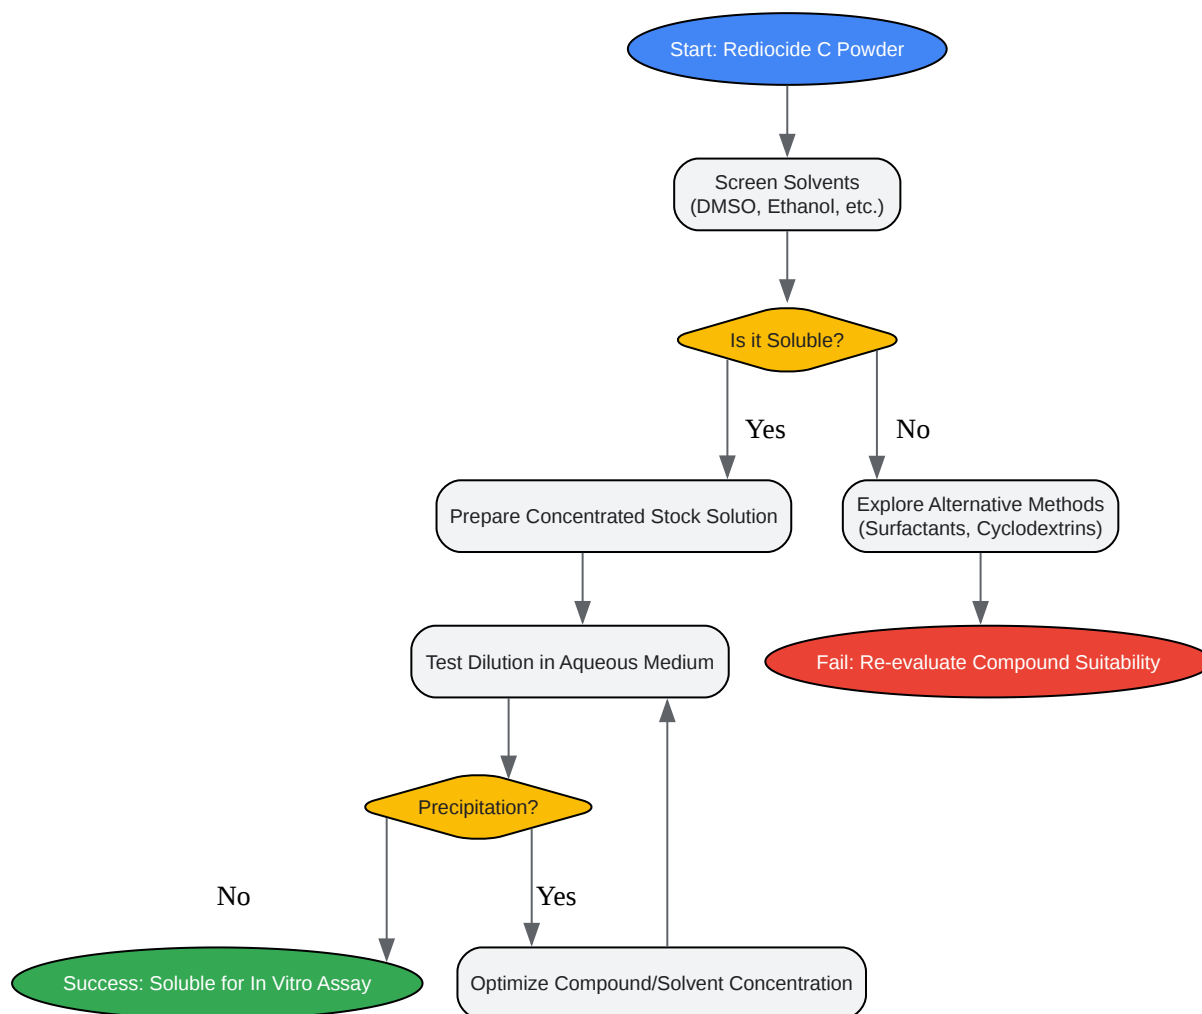 Start: Rediocide C Powder
Screen Solvents
(DMSO, Ethanol, etc.)
Is it Soluble?
Yes
No
Prepare Concentrated Stock Solution
Explore Alternative Methods
(Surfactants, Cyclodextrins)
Test Dilution in Aqueous Medium
Fail: Re-evaluate Compound Suitability
Precipitation?
No
Yes
Success: Soluble for In Vitro Assay
Optimize Compound/Solvent Concentration